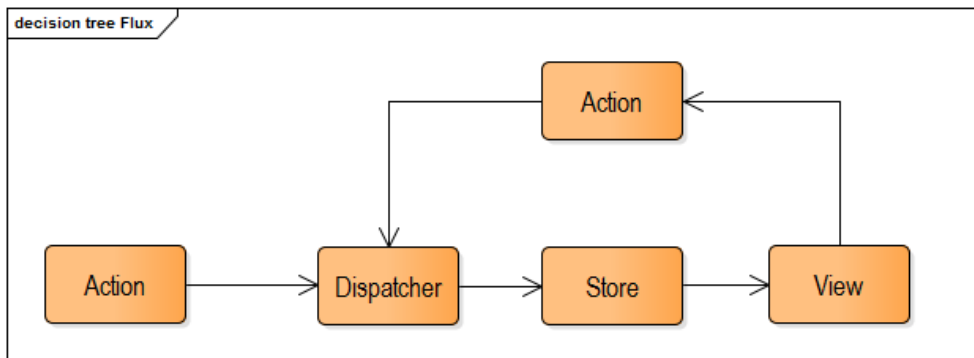 decision tree Flux
Action
Action
Dispatcher
Store
View